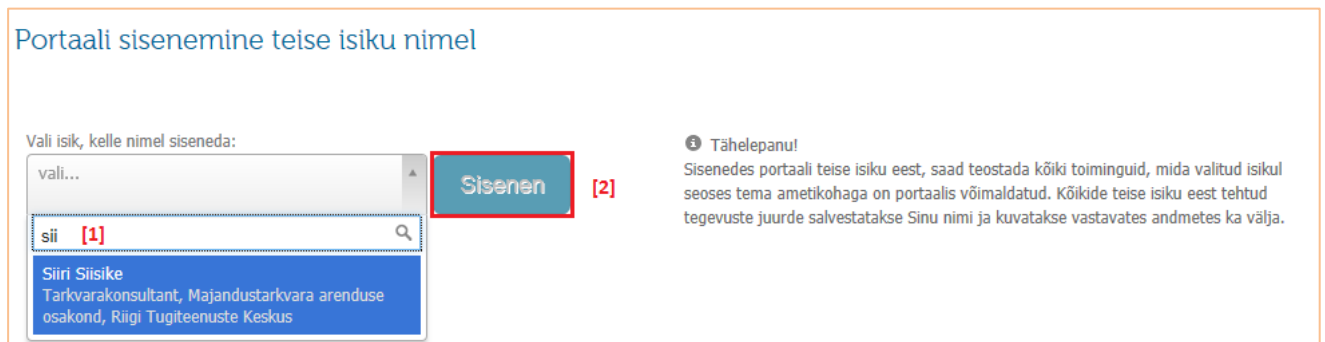 Portaali sisenemine teise isiku nimel
Vali isik, kelle nimel siseneda:
vali...
Sisenen [2]
sii [1]
Siiri Siisike
Tarkvarakonsultant, Majandustarkvara arenduse
osakond, Riigi Tugiteenuste Keskus
Tähelepanu!
Sisenedes portaali teise isiku eest, saad teostada kõiki toiminguid, mida valitud isikul
seoses tema ametikohaga on portaalis võimaldatud. Kõikide teise isiku eest tehtud
tegevuste juurde salvestatakse Sinu nimi ja kuvatakse vastavates andmetes ka välja.